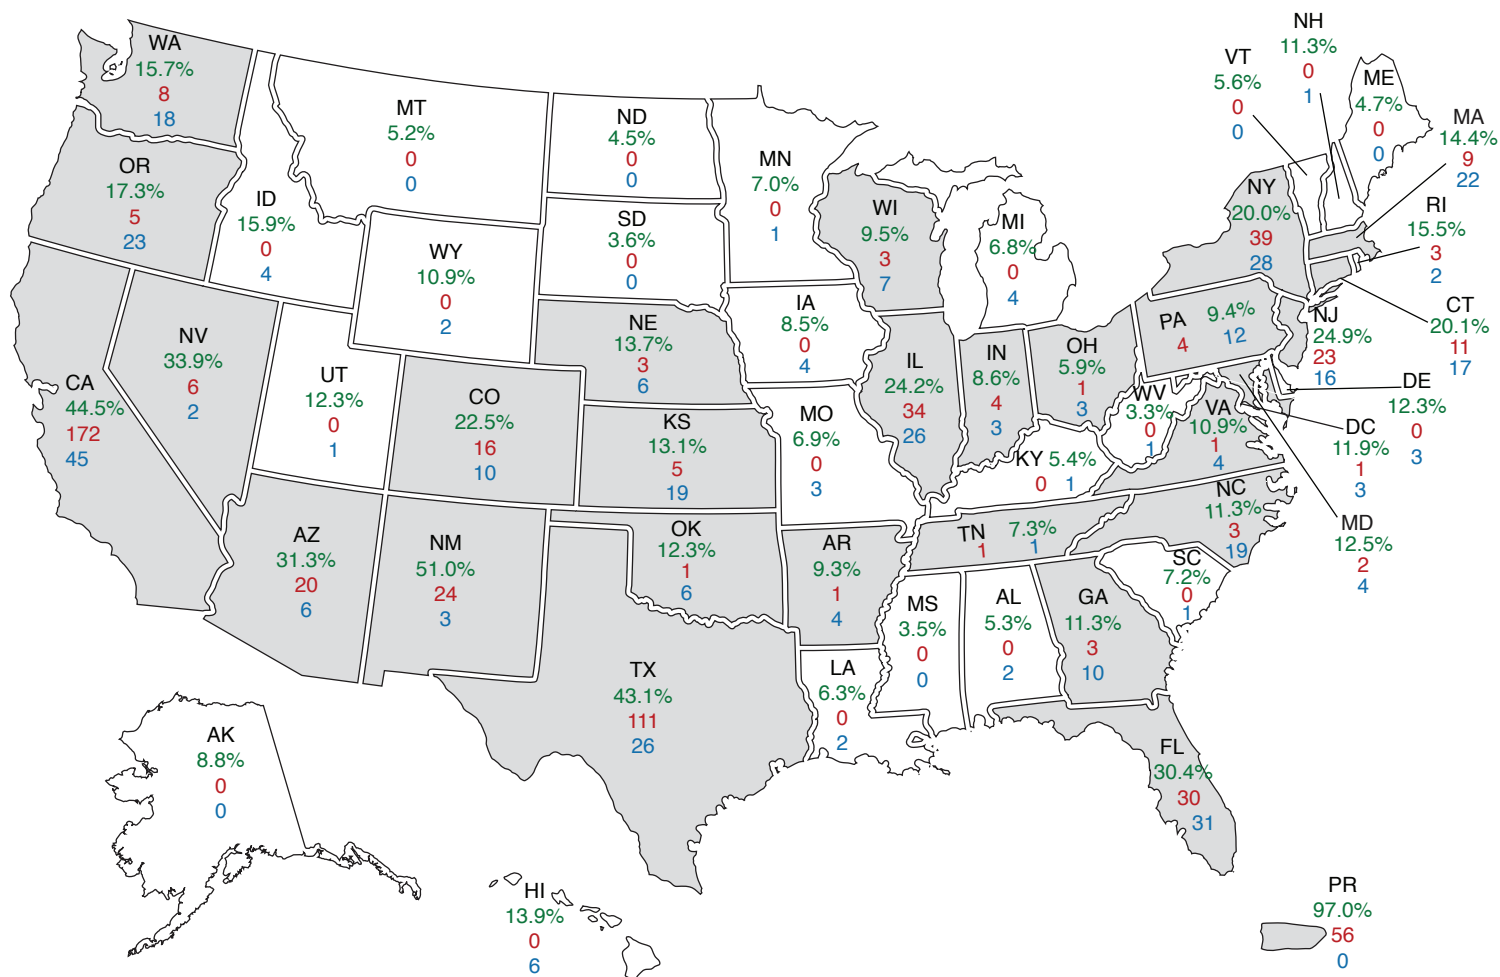 WA
15.7%
8
18
OR
17.3%
5
23
CA
44.5%
172
45
NV
33.9%
6
2
ID
15.9%
0
4
MT
5.2%
0
0
WY
10.9%
0
2
UT
12.3%
0
1
AZ
31.3%
20
6
CO
22.5%
16
10
NM
51.0%
24
3
ND
4.5%
0
0
SD
3.6%
0
0
NE
13.7%
3
6
KS
13.1%
5
19
OK
12.3%
1
6
TX
43.1%
111
26
MN
7.0%
0
1
IA
8.5%
0
4
MO
6.9%
0
3
AR
9.3%
1
4
LA
6.3%
0
2
WI
9.5%
3
7
IL
24.2%
34
26
MI
6.8%
0
4
IN
8.6%
4
3
OH
5.9%
1
3
KY 5.4%
0 1
TN 7.3%
1 1
MS
3.5%
0
0
AL
5.3%
0
2
GA
11.3%
3
10
FL
30.4%
30
31
SC
7.2%
0
1
NC
11.3%
3
19
VA
10.9%
1
4
WV
3.3%
0
1
PA 9.4%
4 12
NY
20.0%
39
28
VT
5.6%
0
0
NH
11.3%
0
1
ME
4.7%
0
0
MA
14.4%
9
22
RI
15.5%
3
2
CT
20.1%
11
17
NJ
24.9%
23
16
DE
12.3%
0
3
DC
11.9%
1
3
MD
12.5%
2
4
AK
8.8%
0
0
HI
13.9%
0
6
PR
97.0%
56
0